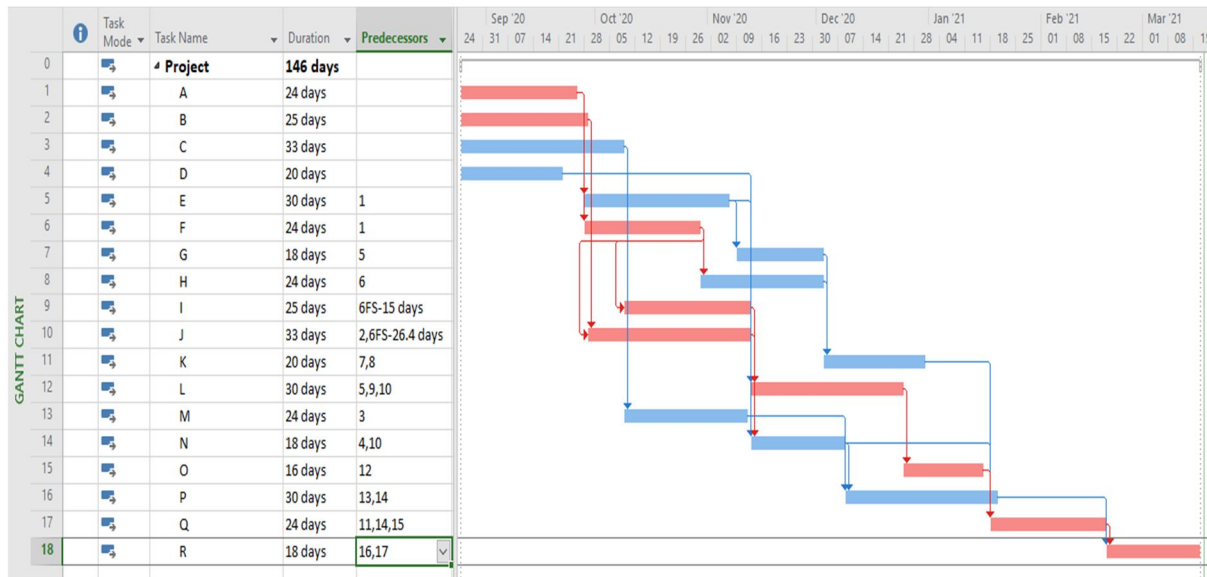 Sep '20 Oct '20 Nov '20 Dec '20 Jan '21 Feb '21 Mar '21
Task Mode Task Name Duration Predecessors
24 31 07 14 21 28 05 12 19 26 02 09 16 23 30 07 14 21 28 04 11 18 25 01 08 15 22 01 08 15
0 Project 146 days
1 A 24 days
2 B 25 days
3 C 33 days
4 D 20 days
5 E 30 days 1
6 F 24 days 1
7 G 18 days 5
8 H 24 days 6
9 I 25 days 6FS-15 days
10 J 33 days 2,6FS-26.4 days
11 K 20 days 7,8
12 L 30 days 5,9,10
13 M 24 days 3
14 N 18 days 4,10
15 O 16 days 12
16 P 30 days 13,14
17 Q 24 days 11,14,15
18 R 18 days 16,17
GANTT CHART